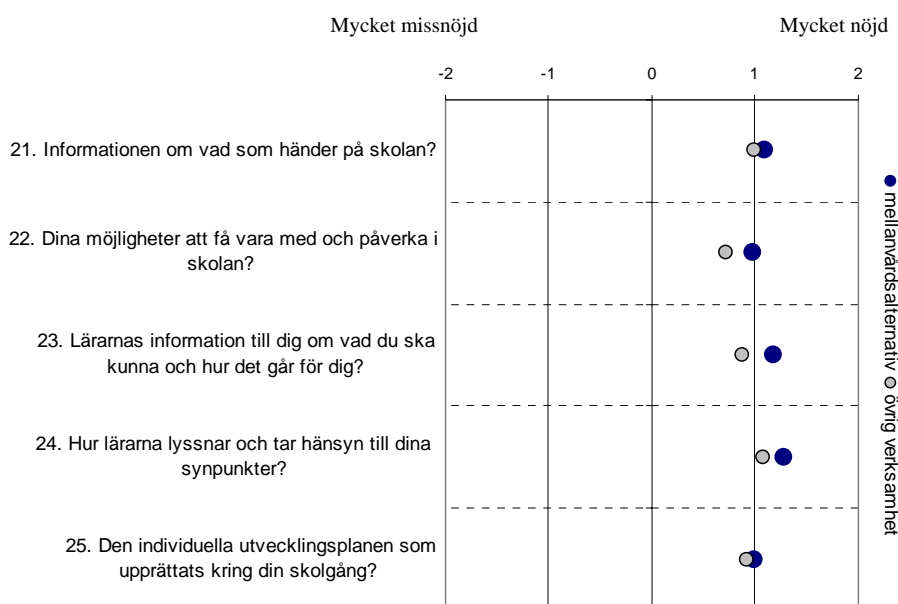 Mycket missnöjd
Mycket nöjd
-2
-1
0
1
2
21. Informationen om vad som händer på skolan?
22. Dina möjligheter att få vara med och påverka i
skolan?
23. Lärarnas information till dig om vad du ska
kunna och hur det går för dig?
24. Hur lärarna lyssnar och tar hänsyn till dina
synpunkter?
25. Den individuella utvecklingsplanen som
upprättats kring din skolgång?
mellanvårdsalternativ övrig verksamhet